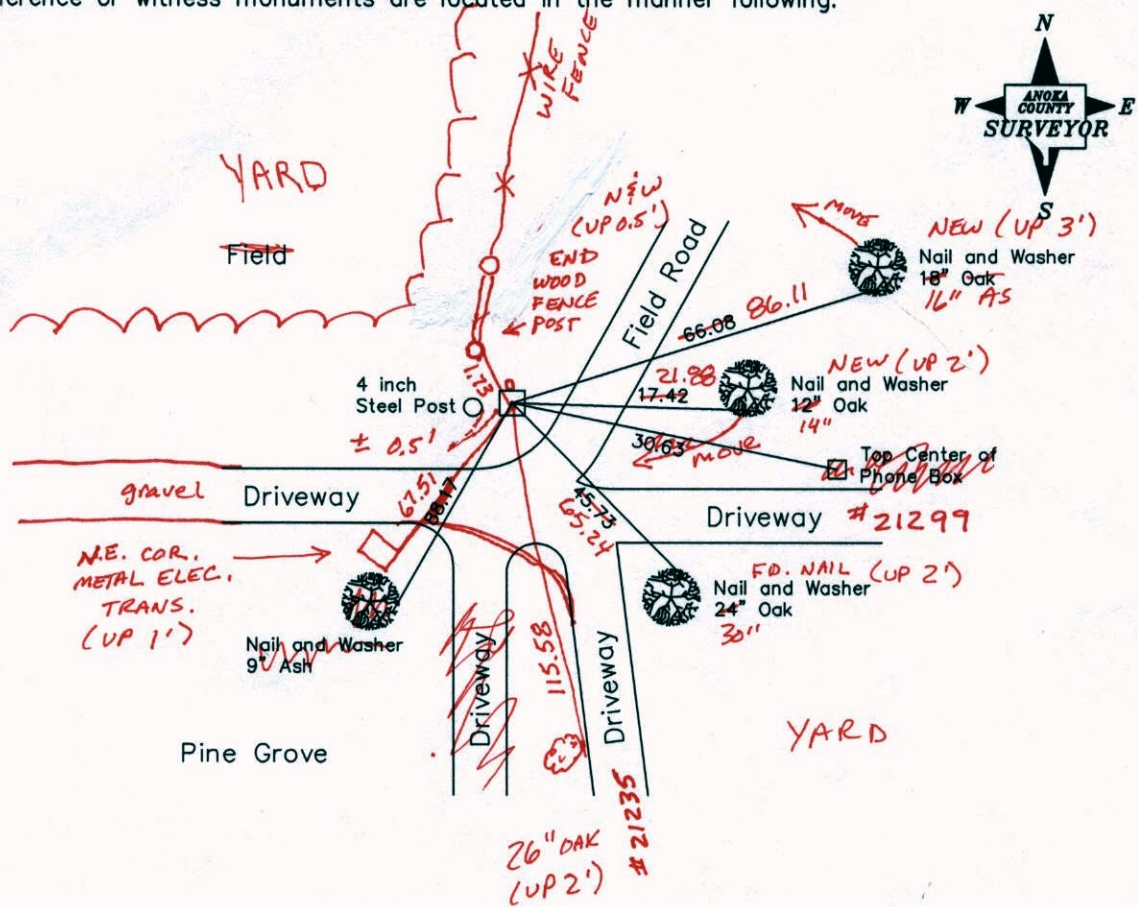 erence or witness monuments are located in the manner following:
N
W
ANOKA
COUNTY
E
SURVEYOR
S
WIRE
FENCE
YARD
Field
N&W
(UP 0.5')
END
WOOD
FENCE
POST
Field Road
MOVE
NEW (UP 3')
Nail and Washer
18" Oak
16" AS
66.08 86.11
1.73
4 inch
Steel Post
± 0.5'
21.88
17.42
NEW (UP 2')
Nail and Washer
12" Oak
14"
30.63
MOVE
Top Center of
Phone Box
gravel Driveway
67.51
88.17
45.73
65.24
Driveway #21299
N.E. COR.
METAL ELEC.
TRANS.
(UP 1')
FD. NAIL (UP 2')
Nail and Washer
24" Oak
30"
Nail and Washer
9" Ash
Driveway
115.58
Driveway
Pine Grove
YARD
#21235
26" OAK
(UP 2')